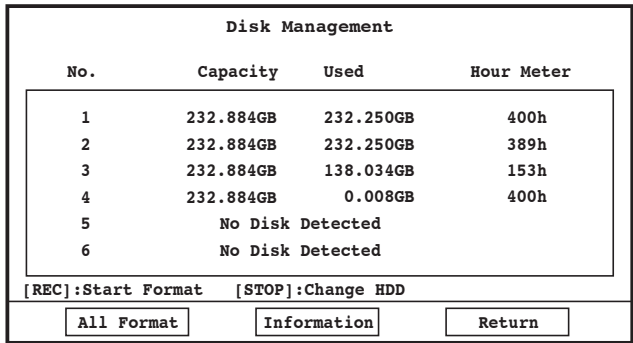 Disk Management
No. Capacity Used Hour Meter
1 232.884GB 232.250GB 400h
2 232.884GB 232.250GB 389h
3 232.884GB 138.034GB 153h
4 232.884GB 0.008GB 400h
5 No Disk Detected
6 No Disk Detected
[REC]:Start Format [STOP]:Change HDD
All Format Information Return